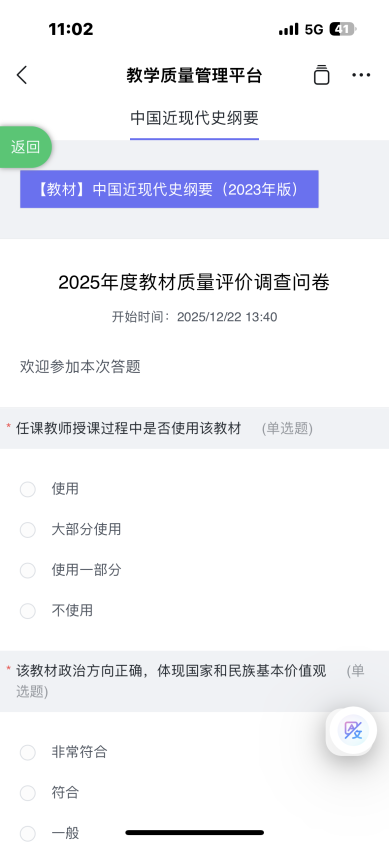 11:02
5G
41
教学质量管理平台
中国近现代史纲要
返回
【教材】中国近现代史纲要（2023年版）
2025年度教材质量评价调查问卷
开始时间：2025/12/22 13:40
欢迎参加本次答题
* 任课教师授课过程中是否使用该教材 (单选题)
使用
大部分使用
使用一部分
不使用
* 该教材政治方向正确，体现国家和民族基本价值观 (单
选题)
非常符合
符合
一般